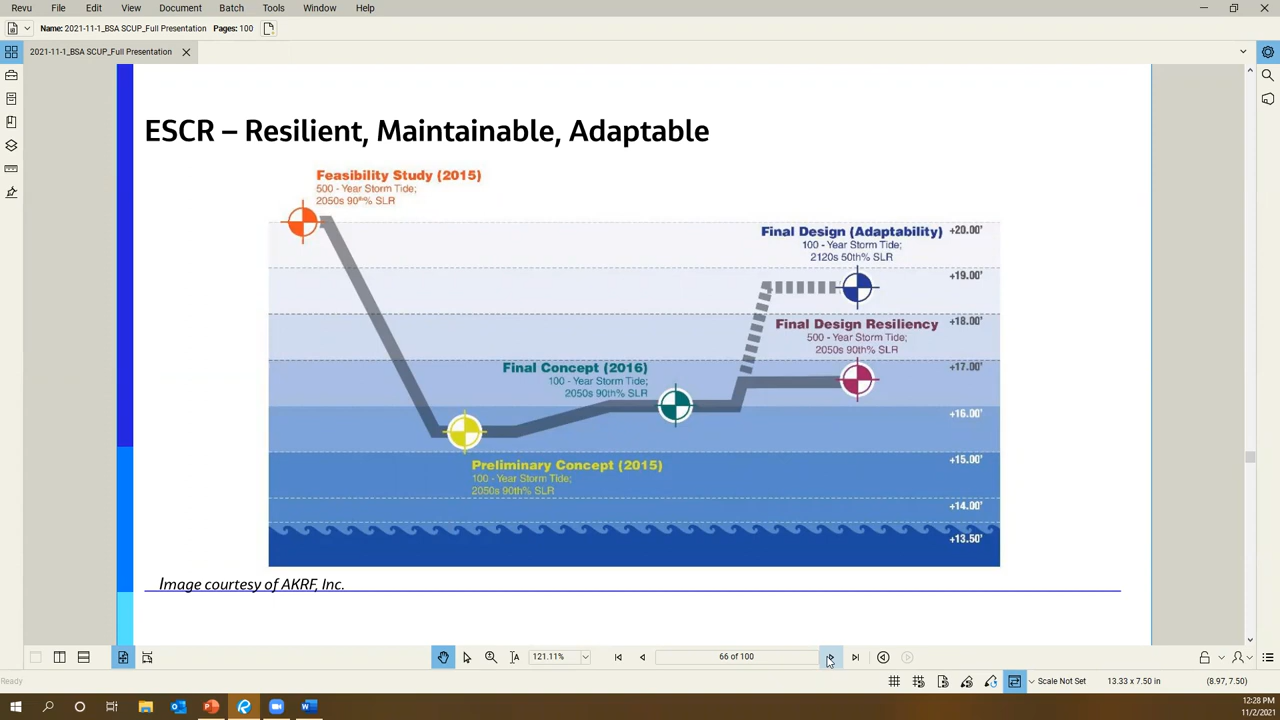 Revu File Edit View Document Batch Tools Window Help
Name: 2021-11-1_BSA SCUP_Full Presentation Pages: 100
2021-11-1_BSA SCUP_Full Presentation
ESCR – Resilient, Maintainable, Adaptable
Feasibility Study (2015)
500 - Year Storm Tide;
2050s 90th% SLR
Final Design (Adaptability)
100 - Year Storm Tide;
2120s 50th% SLR
+20.00'
+19.00'
+18.00'
Final Design Resiliency
500 - Year Storm Tide;
2050s 90th% SLR
+17.00'
Final Concept (2016)
100 - Year Storm Tide;
2050s 90th% SLR
+16.00'
+15.00'
Preliminary Concept (2015)
100 - Year Storm Tide;
2050s 90th% SLR
+14.00'
+13.50'
Image courtesy of AKRF, Inc.
121.11%
66 of 100
Ready
Scale Not Set
13.33 x 7.50 in
(8.97, 7.50)
12:28 PM
11/2/2021